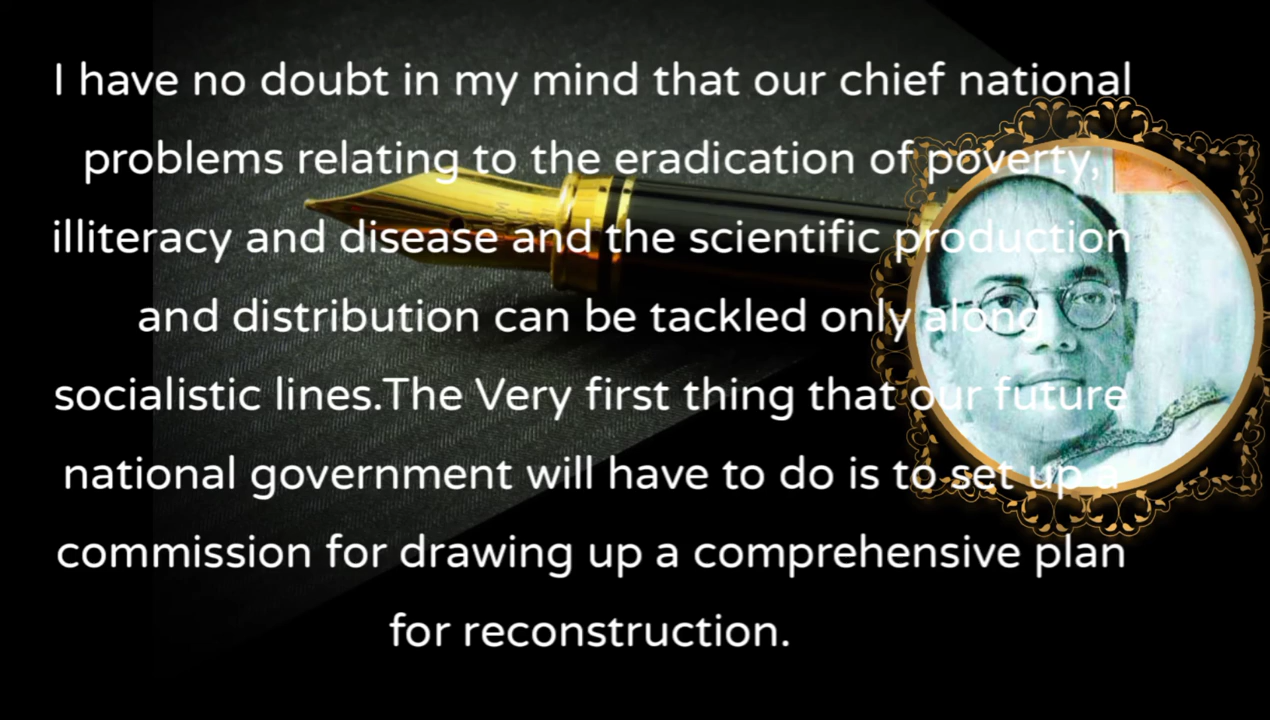 I have no doubt in my mind that our chief national
problems relating to the eradication of poverty,
illiteracy and disease and the scientific production
and distribution can be tackled only along
socialistic lines.The Very first thing that our future
national government will have to do is to set up a
commission for drawing up a comprehensive plan
for reconstruction.